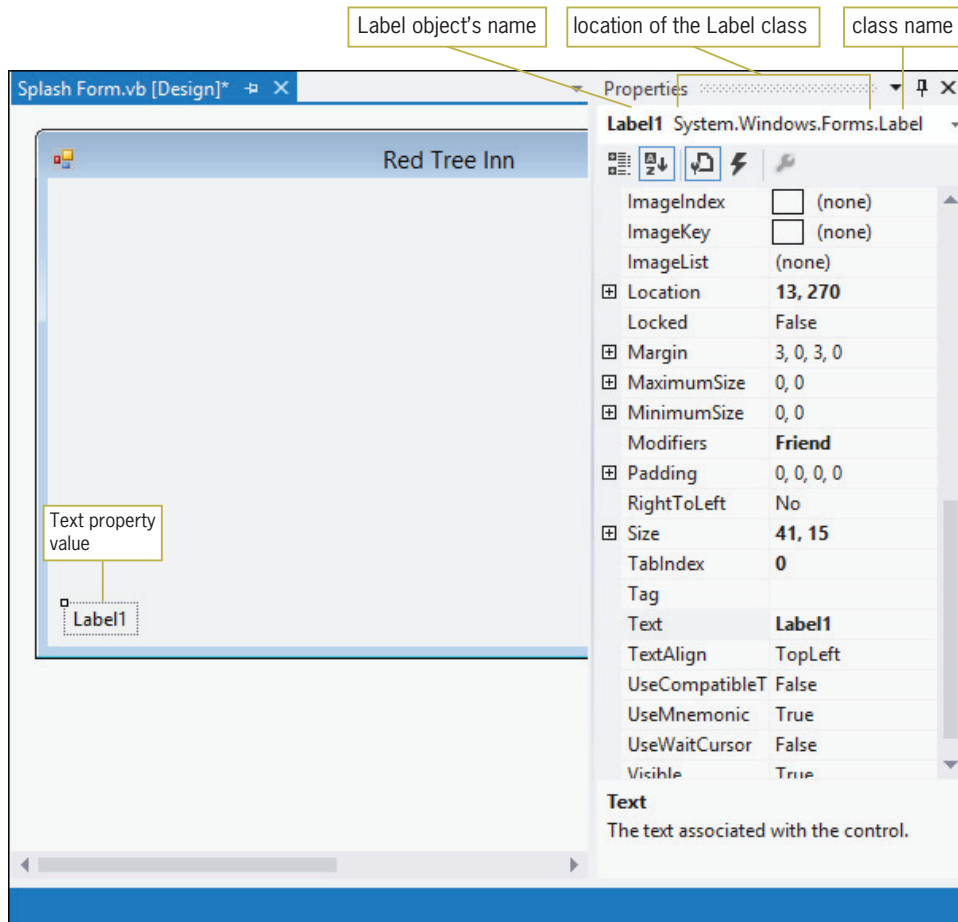 Label object's name
location of the Label class
class name
Splash Form.vb [Design]*
Properties
Label1 System.Windows.Forms.Label
Red Tree Inn
ImageIndex (none)
ImageKey (none)
ImageList (none)
Location 13, 270
Locked False
Margin 3, 0, 3, 0
MaximumSize 0, 0
MinimumSize 0, 0
Modifiers Friend
Padding 0, 0, 0, 0
RightToLeft No
Size 41, 15
TabIndex 0
Tag
Text Label1
TextAlign TopLeft
UseCompatibleT False
UseMnemonic True
UseWaitCursor False
Visible True
Text property
value
Label1
Text
The text associated with the control.